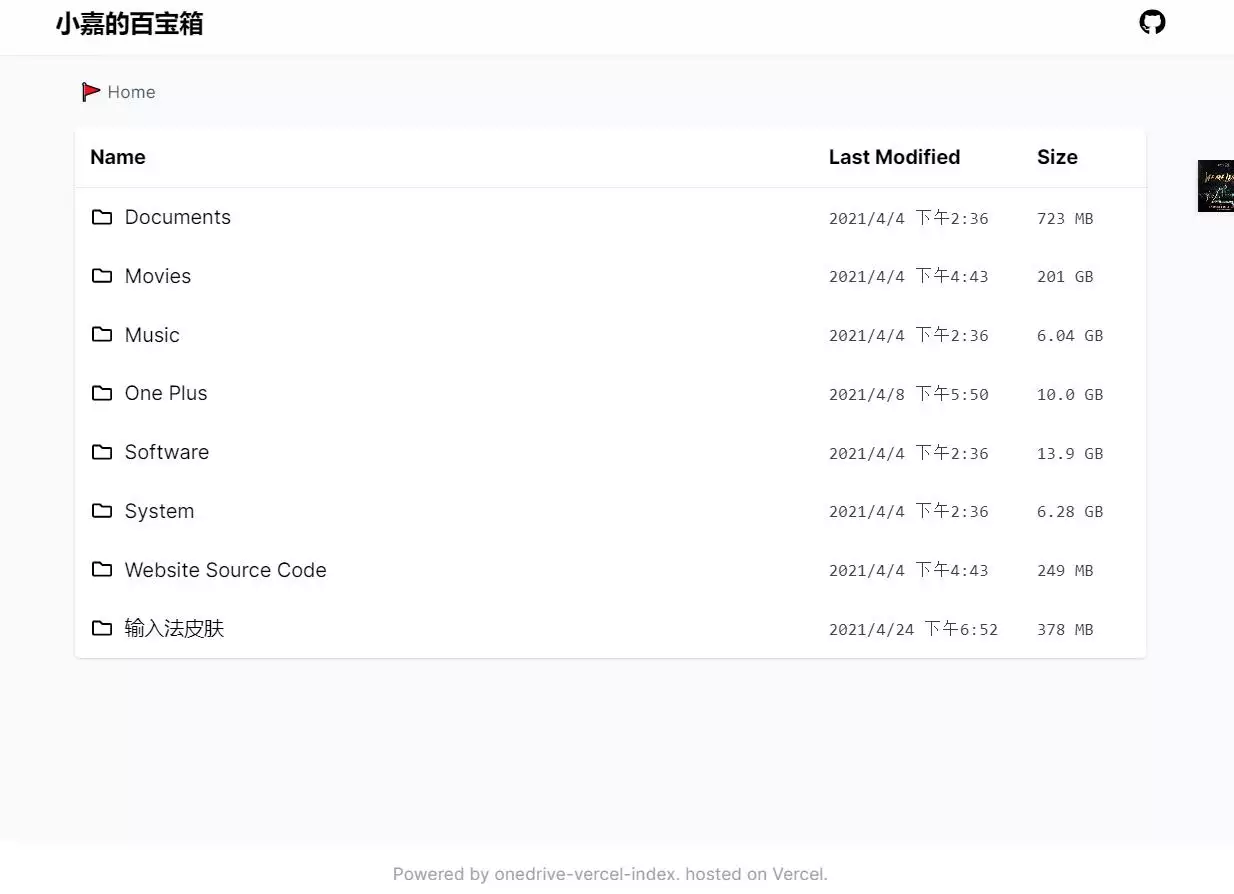 小嘉的百宝箱
Home
Name Last Modified Size
Documents 2021/4/4 下午2:36 723 MB
Movies 2021/4/4 下午4:43 201 GB
Music 2021/4/4 下午2:36 6.04 GB
One Plus 2021/4/8 下午5:50 10.0 GB
Software 2021/4/4 下午2:36 13.9 GB
System 2021/4/4 下午2:36 6.28 GB
Website Source Code 2021/4/4 下午4:43 249 MB
输入法皮肤 2021/4/24 下午6:52 378 MB
Powered by onedrive-vercel-index. hosted on Vercel.